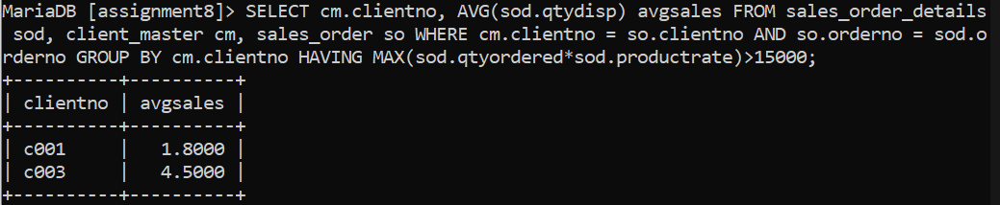 MariaDB [assignment8]> SELECT cm.clientno, AVG(sod.qtydisp) avgsales FROM sales_order_details
 sod, client_master cm, sales_order so WHERE cm.clientno = so.clientno AND so.orderno = sod.o
rderno GROUP BY cm.clientno HAVING MAX(sod.qtyordered*sod.productrate)>15000;
+----------+----------+
| clientno | avgsales |
+----------+----------+
| c001     |   1.8000 |
| c003     |   4.5000 |
+----------+----------+